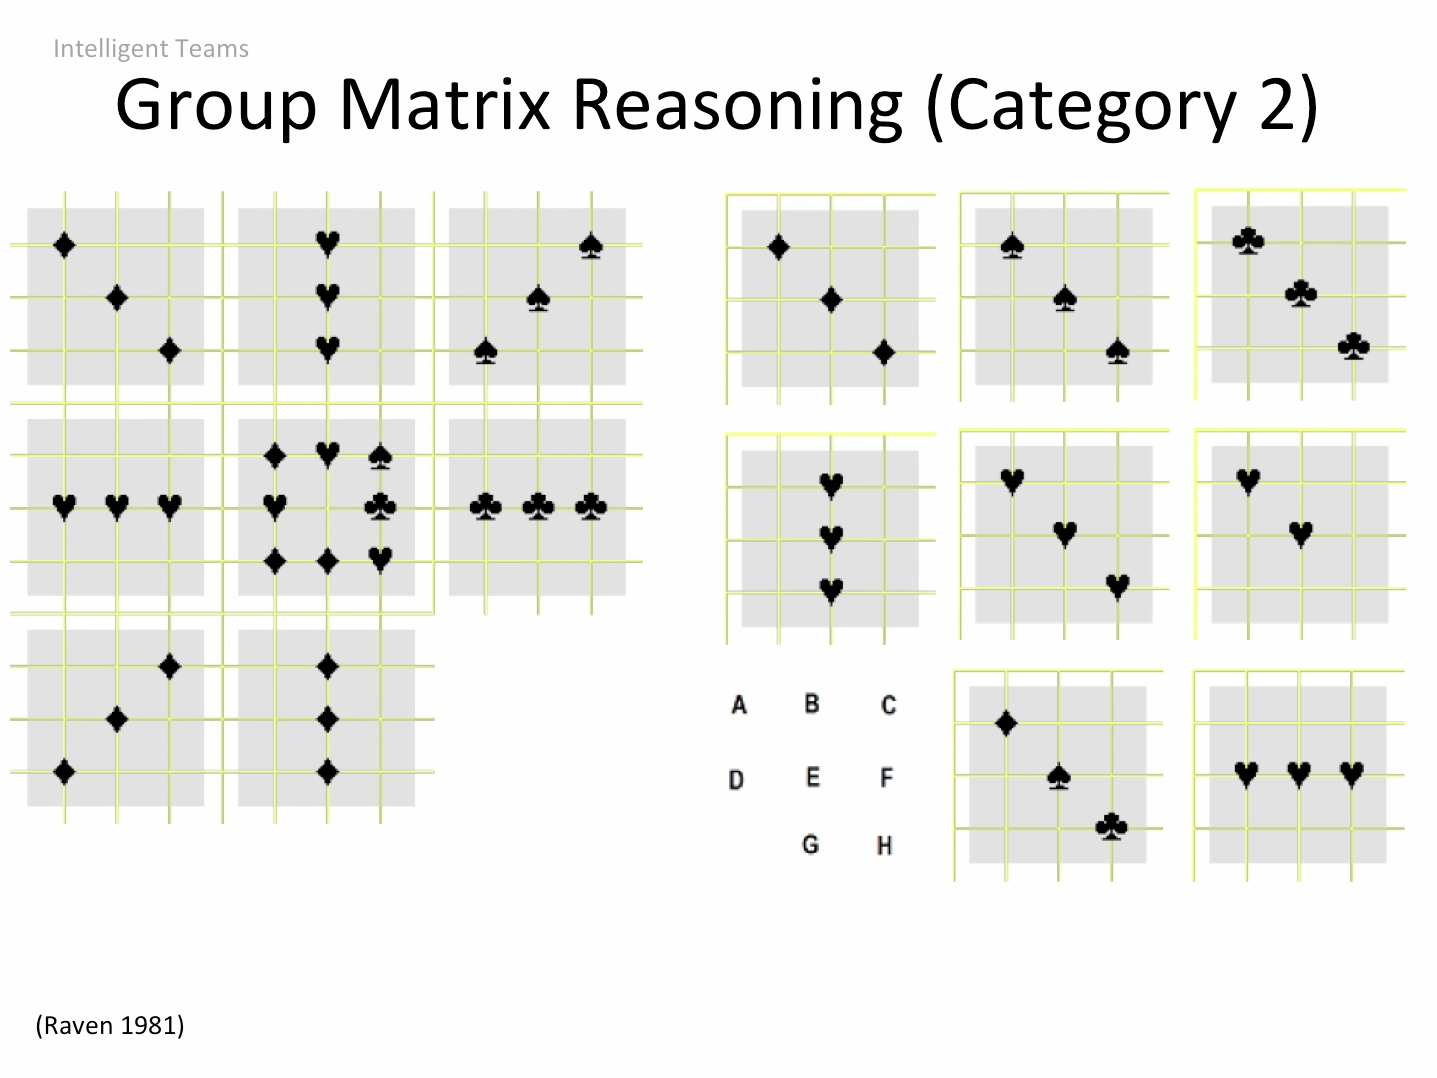 Intelligent Teams
Group Matrix Reasoning (Category 2)
A B C
D E F
G H
(Raven 1981)